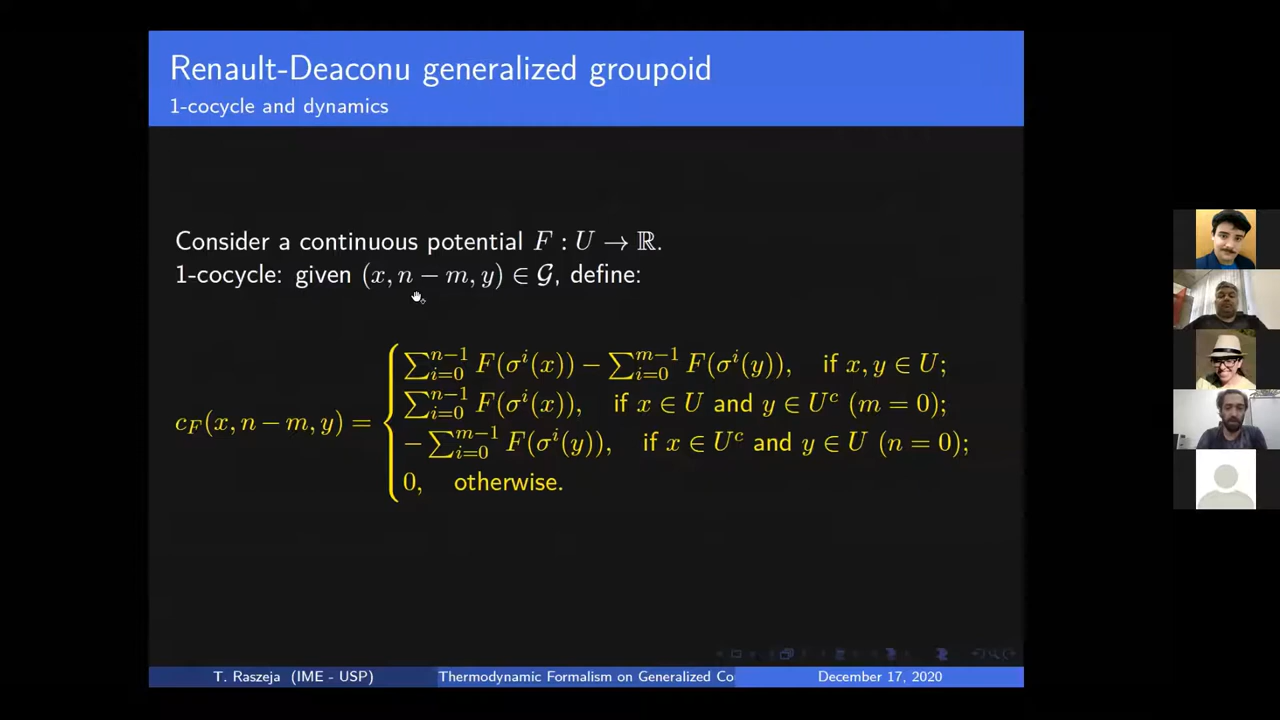 Renault-Deaconu generalized groupoid
1-cocycle and dynamics
Consider a continuous potential F : U → ℝ.
1-cocycle: given (x, n − m, y) ∈ 𝒢, define:
c_F(x, n − m, y) = { ∑_{i=0}^{n−1} F(σ^i(x)) − ∑_{i=0}^{m−1} F(σ^i(y)), if x, y ∈ U;
∑_{i=0}^{n−1} F(σ^i(x)), if x ∈ U and y ∈ U^c (m = 0);
− ∑_{i=0}^{m−1} F(σ^i(y)), if x ∈ U^c and y ∈ U (n = 0);
0, otherwise.
T. Raszeja (IME - USP) Thermodynamic Formalism on Generalized Co December 17, 2020